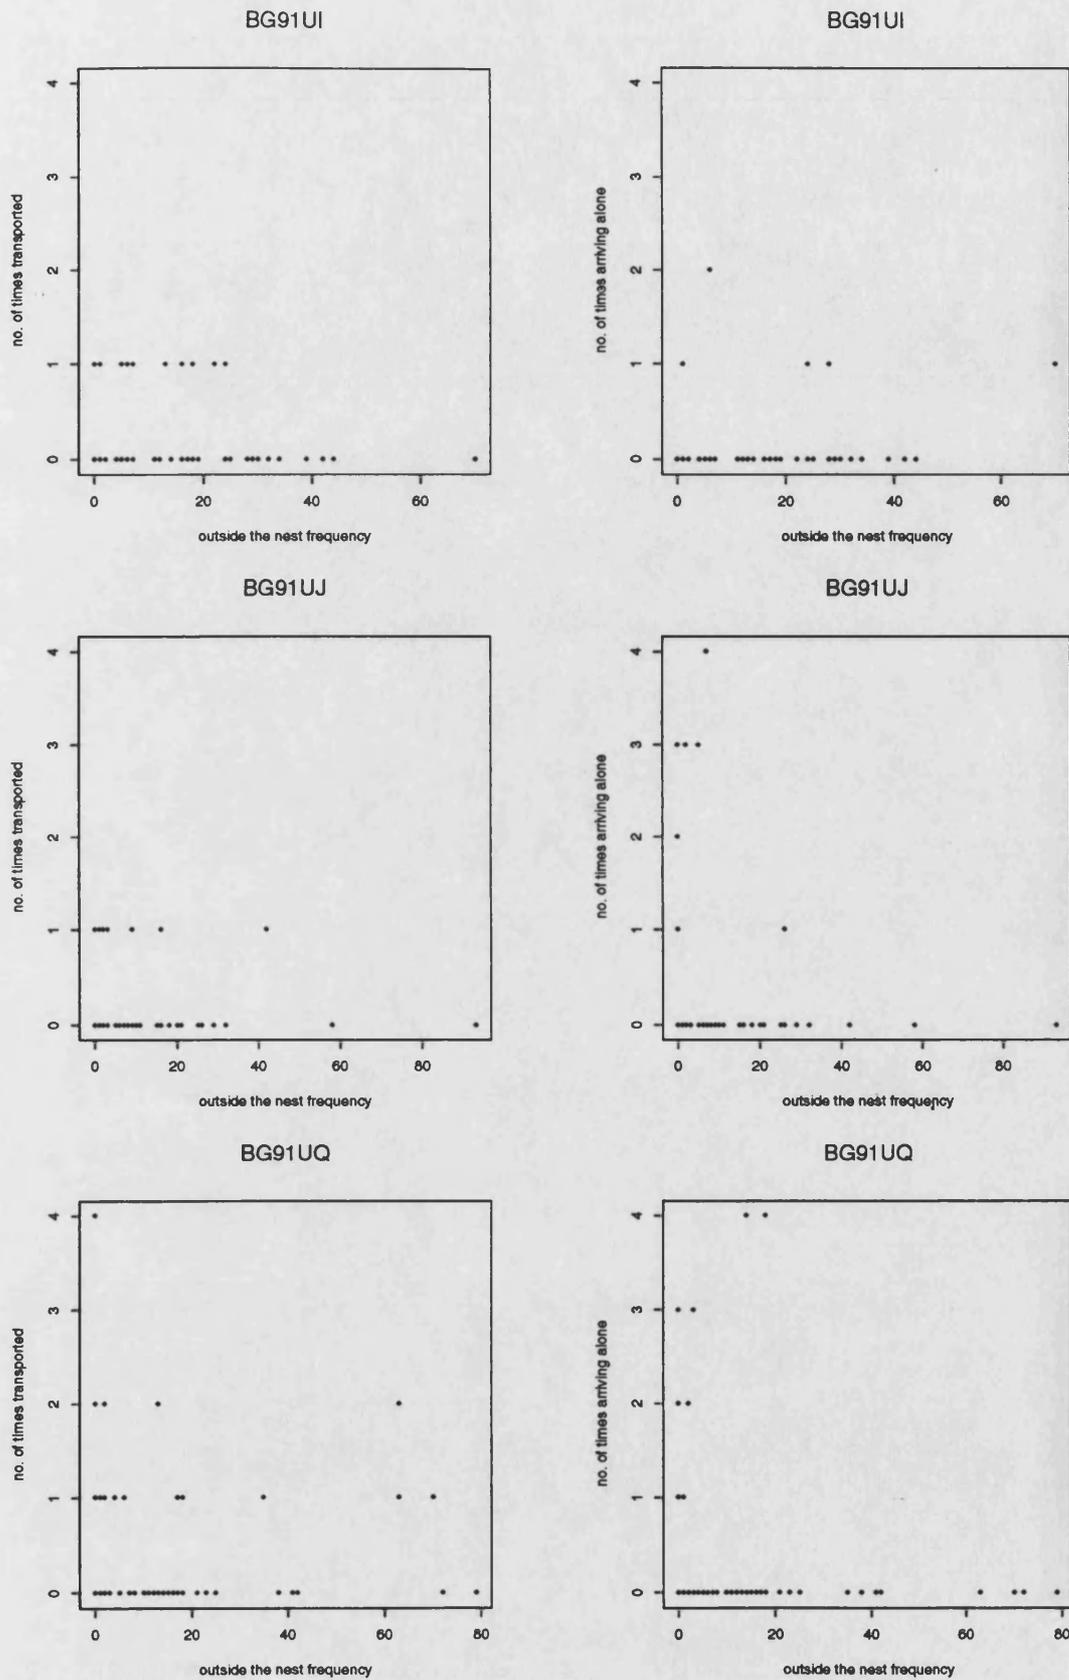 BG91UI
no. of times transported
4
3
2
1
0
0 20 40 60
outside the nest frequency
BG91UI
no. of times arriving alone
4
3
2
1
0
0 20 40 60
outside the nest frequency
BG91UJ
no. of times transported
4
3
2
1
0
0 20 40 60 80
outside the nest frequency
BG91UJ
no. of times arriving alone
4
3
2
1
0
0 20 40 60 80
outside the nest frequency
BG91UQ
no. of times transported
4
3
2
1
0
0 20 40 60 80
outside the nest frequency
BG91UQ
no. of times arriving alone
4
3
2
1
0
0 20 40 60 80
outside the nest frequency